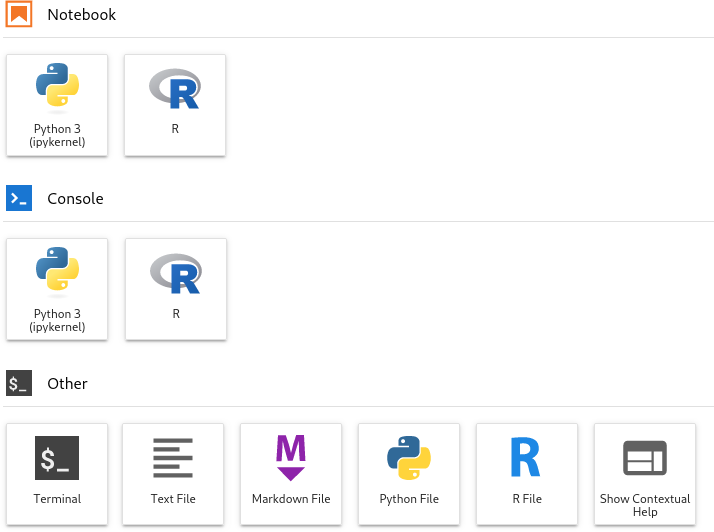 Notebook
Python 3
(ipykernel)
R
Console
Python 3
(ipykernel)
R
$_ Other
$_
M
R
Terminal
Text File
Markdown File
Python File
R File
Show Contextual
Help